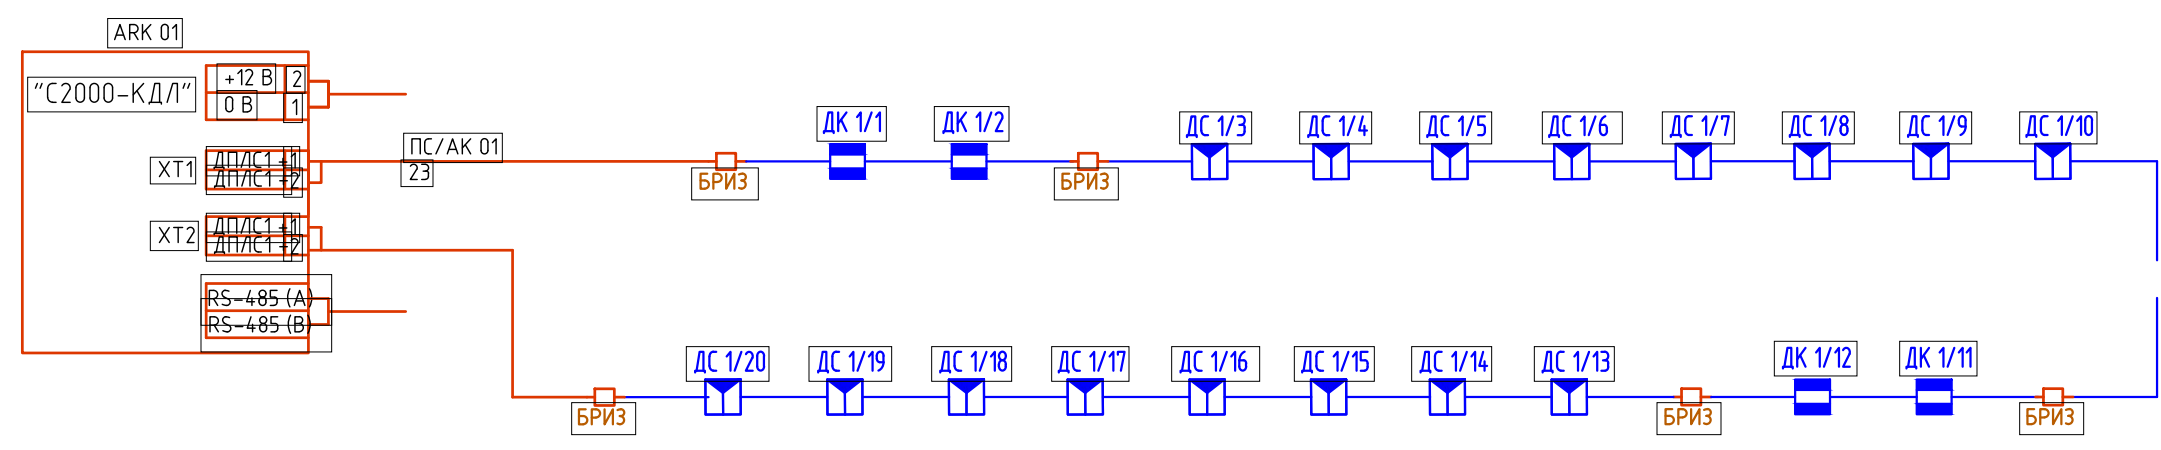 ARK 01
+12 В 2
"С2000-КДЛ"
0 В 1
ПС/АК 01
23
ХТ1
ДПЛС1 + 1
ДПЛС1 + 2
ХТ2
ДПЛС1 + 1
ДПЛС1 + 2
RS-485 (A)
RS-485 (B)
ДК 1/1 ДК 1/2 ДС 1/3 ДС 1/4 ДС 1/5 ДС 1/6 ДС 1/7 ДС 1/8 ДС 1/9 ДС 1/10
БРИЗ БРИЗ
ДС 1/20 ДС 1/19 ДС 1/18 ДС 1/17 ДС 1/16 ДС 1/15 ДС 1/14 ДС 1/13 ДК 1/12 ДК 1/11
БРИЗ БРИЗ БРИЗ